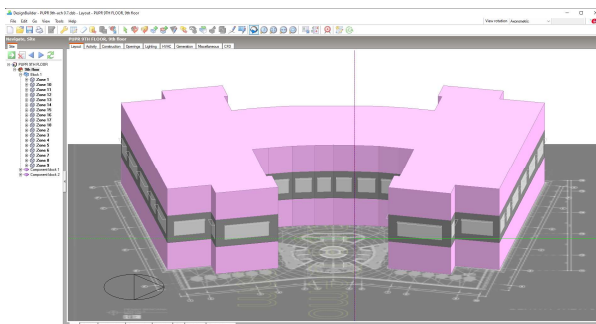 DesignBuilder - PUPR 9th-ach 0.7.dsb - Layout - PUPR 9TH FLOOR, 9th floor
File Edit Go View Tools Help
View rotation Axonometric
Navigate, Site
PUPR 9TH FLOOR, 9th floor
Site
Layout Activity Construction Openings Lighting HVAC Generation Miscellaneous CFD
PUPR 9TH FLOOR
9th floor
Block 1
Zone 1
Zone 10
Zone 11
Zone 12
Zone 13
Zone 14
Zone 15
Zone 16
Zone 17
Zone 18
Zone 2
Zone 3
Zone 4
Zone 5
Zone 6
Zone 7
Zone 8
Zone 9
Component block 1
Component block 2